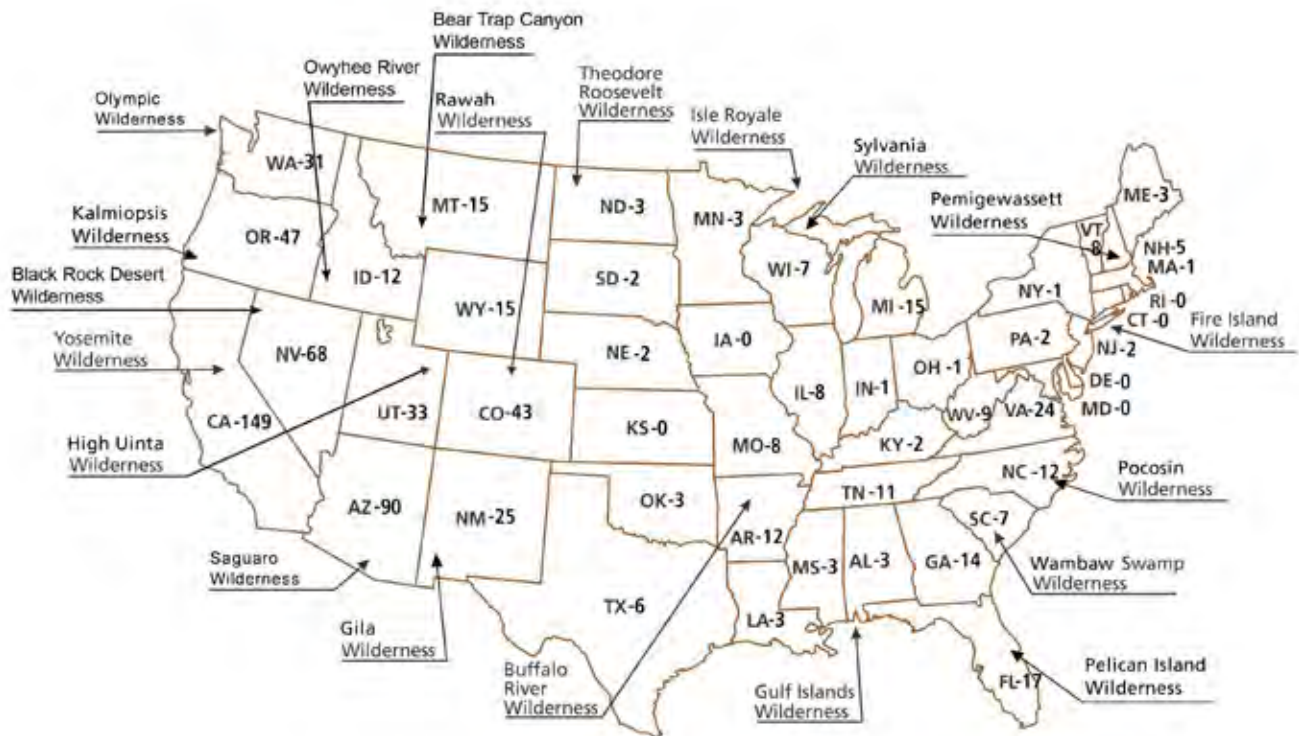 Bear Trap Canyon
Wilderness
Owyhee River
Wilderness
Theodore
Roosevelt
Wilderness
Rawah
Wilderness
Isle Royale
Wilderness
Olympic
Wilderness
Sylvania
Wilderness
WA-31
MT-15
ND-3
MN-3
ME-3
Pemigewassett
Wilderness
Kalmiopsis
Wilderness
OR-47
VT
8
NH-5
MA-1
ID-12
SD-2
WI-7
Black Rock Desert
Wilderness
WY-15
MI-15
NY-1
RI-0
CT-0
Fire Island
Wilderness
Yosemite
Wilderness
NV-68
NE-2
IA-0
PA-2
NJ-2
OH-1
IL-8
IN-1
DE-0
MD-0
CA-149
UT-33
CO-43
KS-0
MO-8
WV-9
VA-24
KY-2
High Uinta
Wilderness
NC-12
Pocosin
Wilderness
TN-11
AZ-90
NM-25
OK-3
AR-12
SC-7
Saguaro
Wilderness
MS-3
AL-3
GA-14
Wambaw Swamp
Wilderness
TX-6
LA-3
Gila
Wilderness
Buffalo
River
Wilderness
Gulf Islands
Wilderness
FL-17
Pelican Island
Wilderness